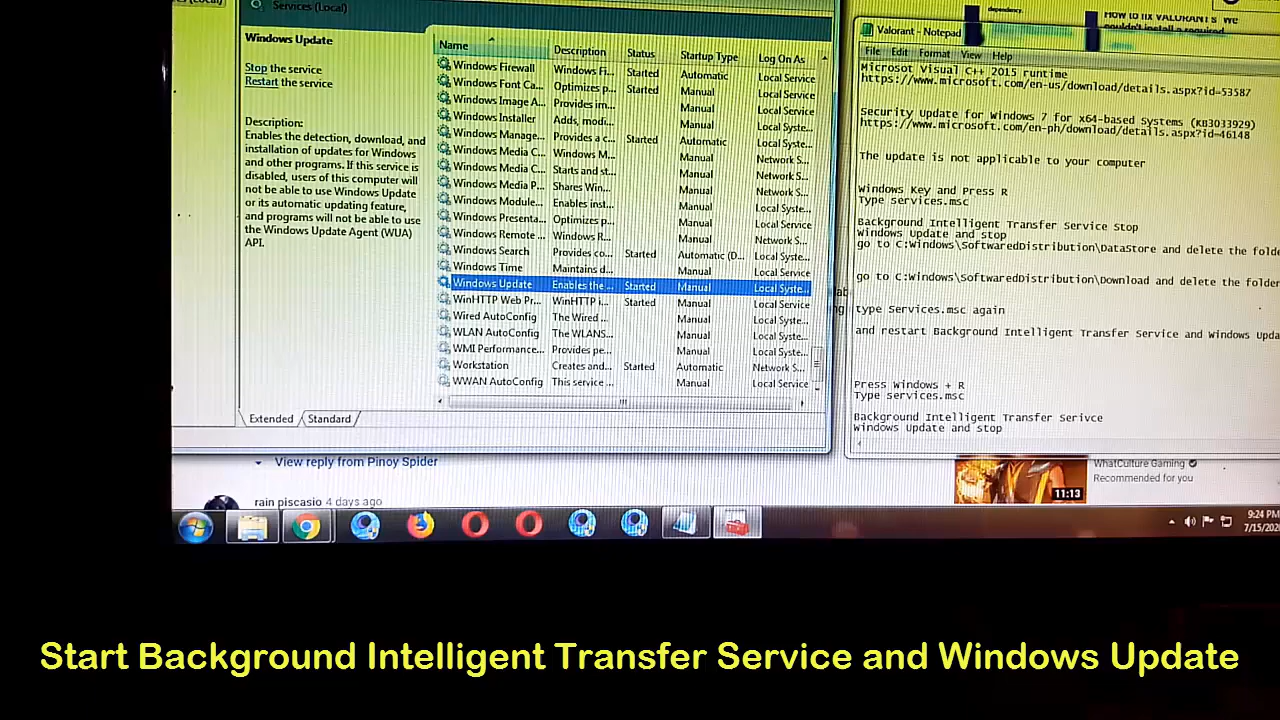 Services (Local)
Windows Update
Stop the service
Restart the service
Description:
Enables the detection, download, and
installation of updates for Windows
and other programs. If this service is
disabled, users of this computer will
not be able to use Windows Update
or its automatic updating feature,
and programs will not be able to use
the Windows Update Agent (WUA)
API.
Name Description Status Startup Type Log On As
Windows Firewall Windows Fi... Started Automatic Local Service
Windows Font Ca... Optimizes p... Started Manual Local Service
Windows Image A... Provides im... Manual Local Service
Windows Installer Adds, modi... Manual Local Syste...
Windows Manage... Provides a c... Started Automatic Local Syste...
Windows Media C... Windows M... Manual Network S...
Windows Media C... Starts and st... Manual Network S...
Windows Media P... Shares Win... Manual Network S...
Windows Module... Enables inst... Manual Local Syste...
Windows Presenta... Optimizes p... Manual Local Service
Windows Remote ... Windows R... Manual Network S...
Windows Search Provides co... Started Automatic (D... Local Syste...
Windows Time Maintains d... Manual Local Service
Windows Update Enables the ... Started Manual Local Syste...
WinHTTP Web Pr... WinHTTP i... Started Manual Local Service
Wired AutoConfig The Wired ... Manual Local Syste...
WLAN AutoConfig The WLANS... Manual Local Syste...
WMI Performance... Provides pe... Manual Local Syste...
Workstation Creates and... Started Automatic Network S...
WWAN AutoConfig This service ... Manual Local Service
Extended Standard
dependency.
How to fix VALORANT's "We
couldn't install a required
Valorant - Notepad
File Edit Format View Help
Microsot Visual C++ 2015 runtime
https://www.microsoft.com/en-us/download/details.aspx?id=53587
Security Update for Windows 7 for x64-based Systems (KB3033929)
https://www.microsoft.com/en-ph/download/details.aspx?id=46148
The update is not applicable to your computer
Windows Key and Press R
Type services.msc
Background Intelligent Transfer Service Stop
Windows Update and stop
go to C:Windows\SoftwaredDistribution\DataStore and delete the folde
go to C:Windows\SoftwaredDistribution\Download and delete the folder
type Services.msc again
and restart Background Intelligent Transfer Service and Windows Upda
Press Windows + R
Type services.msc
Background Intelligent Transfer Serivce
Windows Update and stop
View reply from Pinoy Spider
rain piscasio 4 days ago
WhatCulture Gaming
Recommended for you
11:13
9:24 PM
7/15/202
Start Background Intelligent Transfer Service and Windows Update